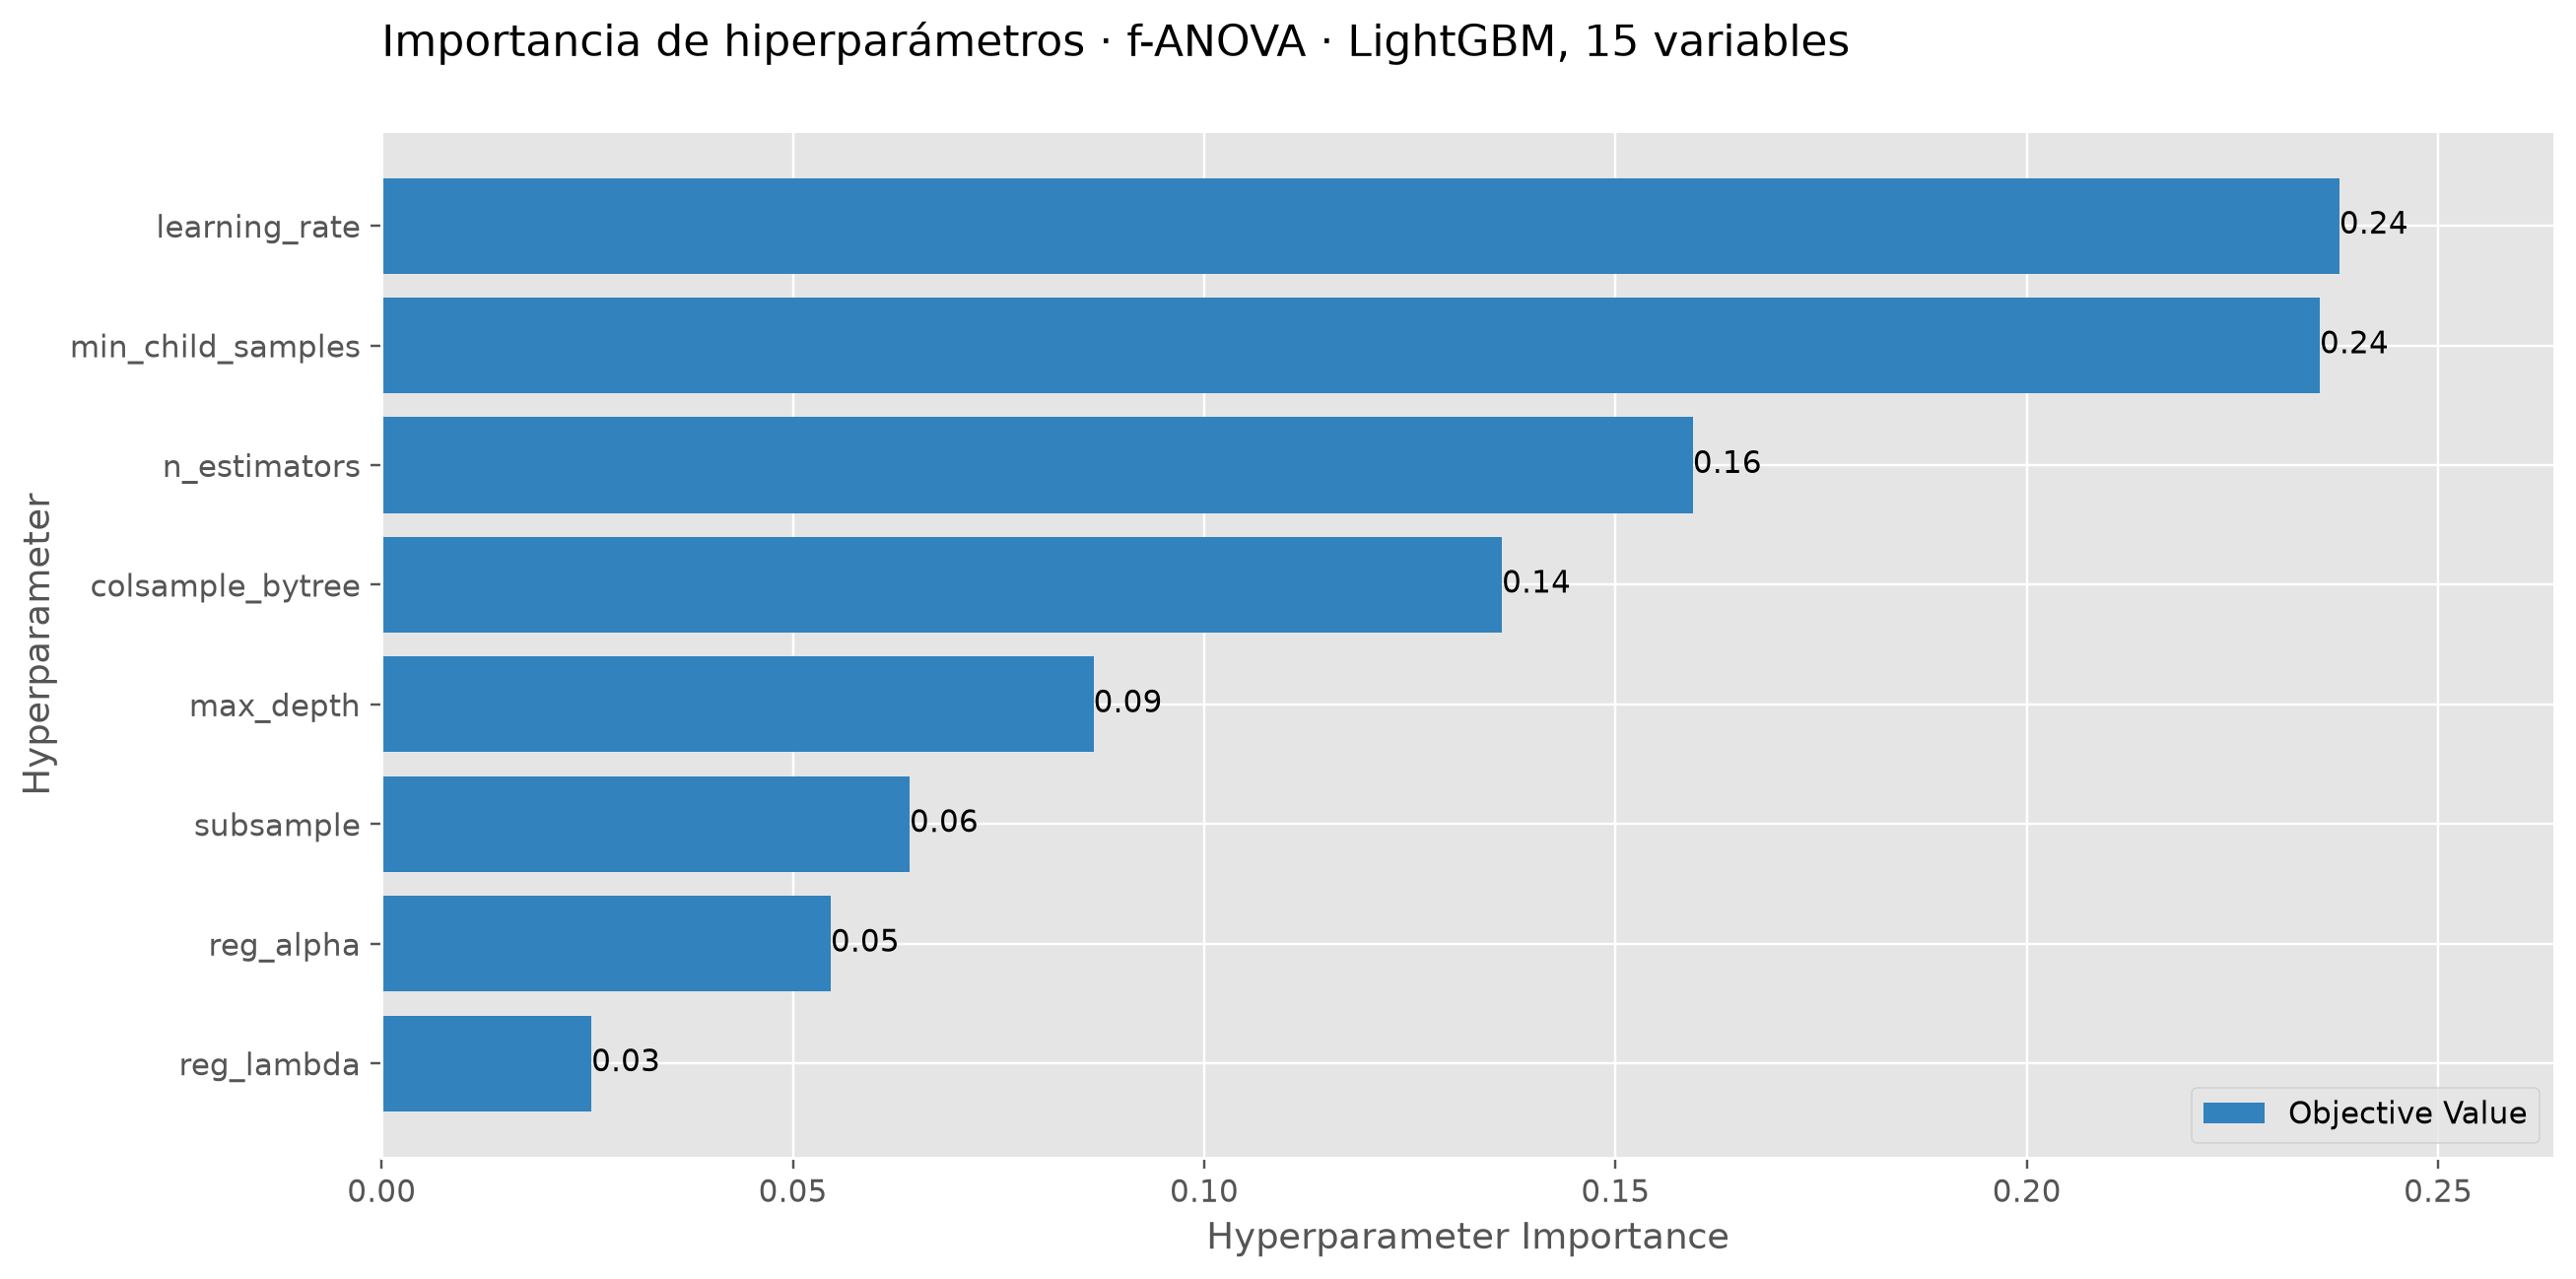 Importancia de hiperparámetros · f-ANOVA · LightGBM, 15 variables
Hyperparameter
learning_rate
0.24
min_child_samples
0.24
n_estimators
0.16
colsample_bytree
0.14
max_depth
0.09
subsample
0.06
reg_alpha
0.05
reg_lambda
0.03
Objective Value
0.00 0.05 0.10 0.15 0.20 0.25
Hyperparameter Importance